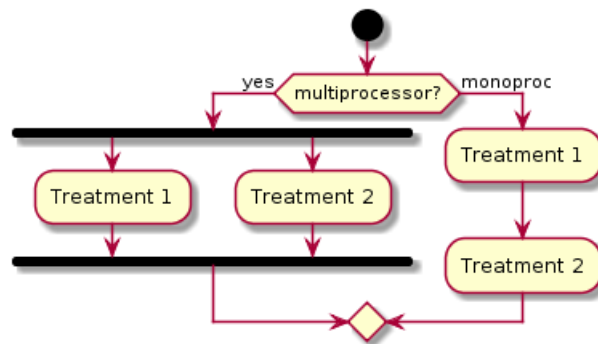 yes
multiprocessor?
monoproc
Treatment 1
Treatment 2
Treatment 1
Treatment 2